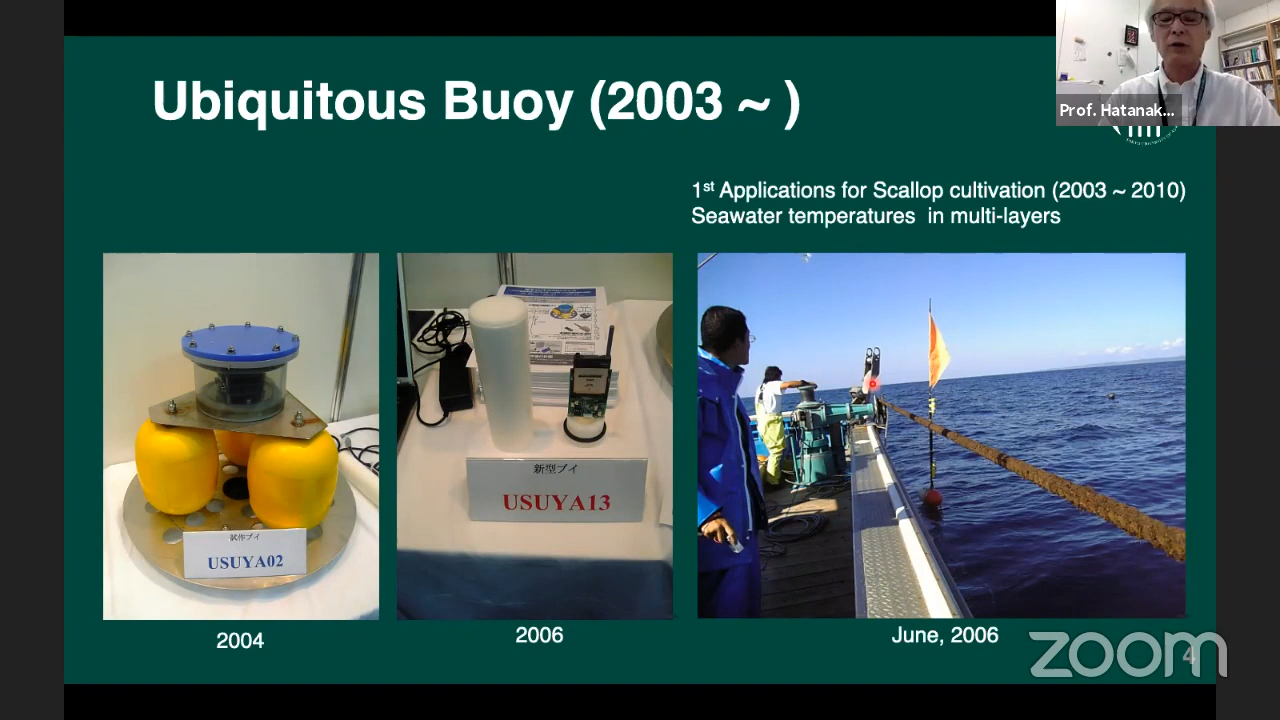 Ubiquitous Buoy (2003 ~ )
Prof. Hatanak...
1st Applications for Scallop cultivation (2003 ~ 2010)
Seawater temperatures in multi-layers
試作ブイ
USUYA02
新型ブイ
USUYA13
2004
2006
June, 2006
zoom
4